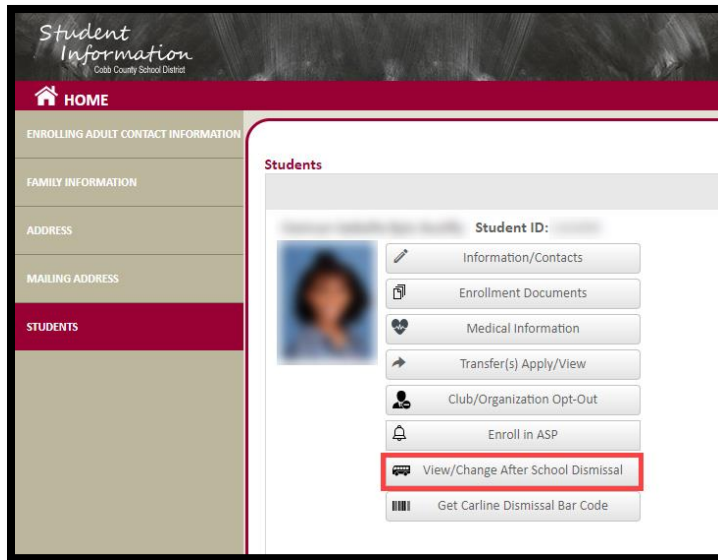 Student
Information
Cobb County School District
HOME
ENROLLING ADULT CONTACT INFORMATION
FAMILY INFORMATION
ADDRESS
MAILING ADDRESS
STUDENTS
Students
Student ID:
Information/Contacts
Enrollment Documents
Medical Information
Transfer(s) Apply/View
Club/Organization Opt-Out
Enroll in ASP
View/Change After School Dismissal
Get Carline Dismissal Bar Code